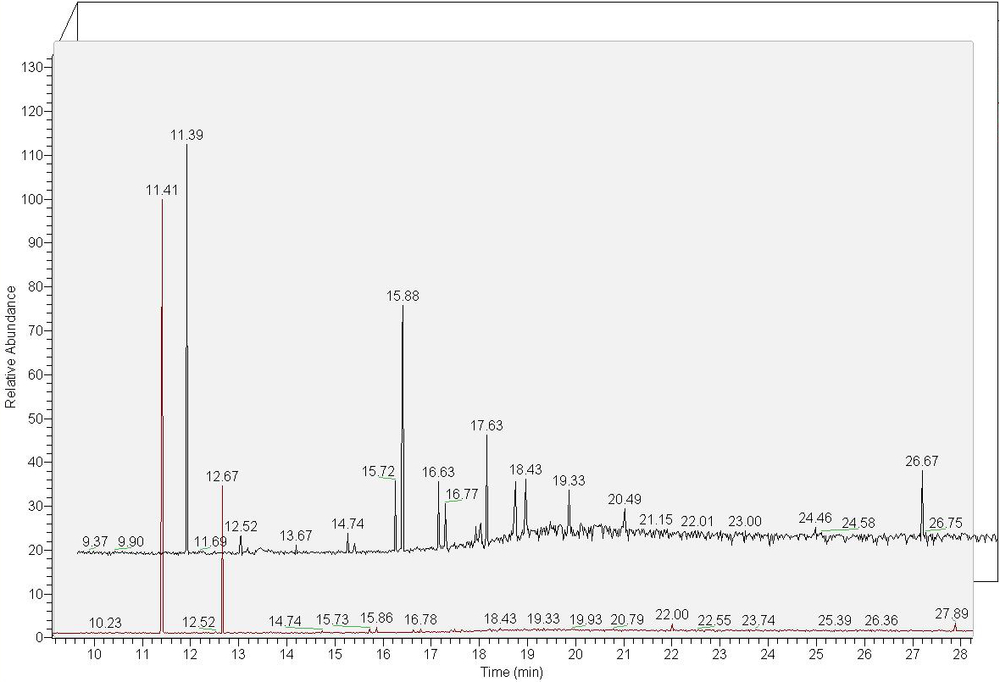 130
120
11.39
110
11.41
100
90
80
15.88
70
60
Relative Abundance
50
17.63
40
12.67 15.72 16.63 18.43 26.67
16.77 19.33
30
20.49
12.52 14.74 21.15 22.01 23.00 24.46 24.58 26.75
9.37 9.90 11.69 13.67
20
10
10.23 12.52 14.74 15.73 15.86 16.78 18.43 19.33 19.93 20.79 22.00 22.55 23.74 25.39 26.36 27.89
0
10 11 12 13 14 15 16 17 18 19 20 21 22 23 24 25 26 27 28
Time (min)